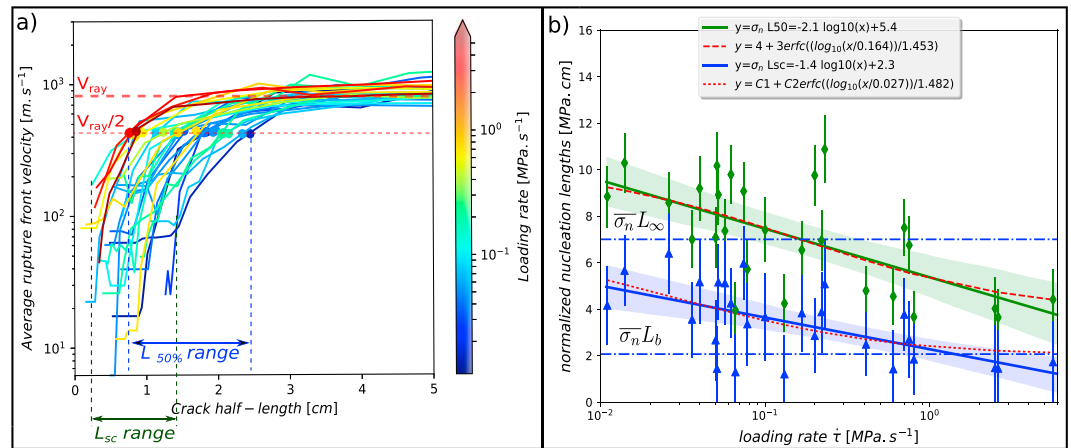 a)
Average rupture front velocity [m. s⁻¹]
10³
10²
10¹
V_ray
V_ray/2
0 1 2 3 4 5
Crack half−length [cm]
L 50% range
L_sc range
Loading rate [MPa. s⁻¹]
10⁰
10⁻¹
b)
y=σ_n L50=-2.1 log10(x)+5.4
y = 4 + 3erfc((log₁₀(x/0.164))/1.453)
y=σ_n Lsc=-1.4 log10(x)+2.3
y = C1 + C2erfc((log₁₀(x/0.027))/1.482)
normalized nucleation lengths [MPa.cm]
16
14
12
10
8
6
4
2
0
σ̅_n̅ L_∞
σ̅_n̅ L_b
10⁻² 10⁻¹ 10⁰
loading rate τ̇ [MPa. s⁻¹]